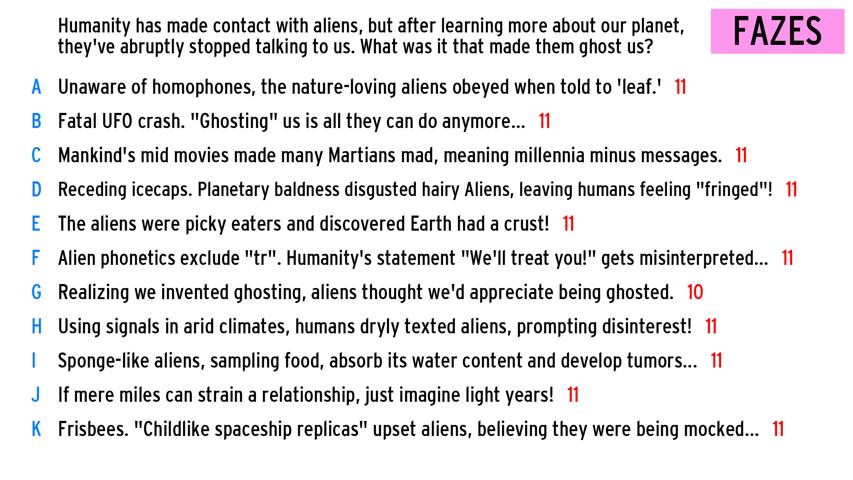 Humanity has made contact with aliens, but after learning more about our planet,
they've abruptly stopped talking to us. What was it that made them ghost us?
FAZES
A Unaware of homophones, the nature-loving aliens obeyed when told to 'leaf.' 11
B Fatal UFO crash. "Ghosting" us is all they can do anymore... 11
C Mankind's mid movies made many Martians mad, meaning millennia minus messages. 11
D Receding icecaps. Planetary baldness disgusted hairy Aliens, leaving humans feeling "fringed"! 11
E The aliens were picky eaters and discovered Earth had a crust! 11
F Alien phonetics exclude "tr". Humanity's statement "We'll treat you!" gets misinterpreted... 11
G Realizing we invented ghosting, aliens thought we'd appreciate being ghosted. 10
H Using signals in arid climates, humans dryly texted aliens, prompting disinterest! 11
I Sponge-like aliens, sampling food, absorb its water content and develop tumors... 11
J If mere miles can strain a relationship, just imagine light years! 11
K Frisbees. "Childlike spaceship replicas" upset aliens, believing they were being mocked... 11